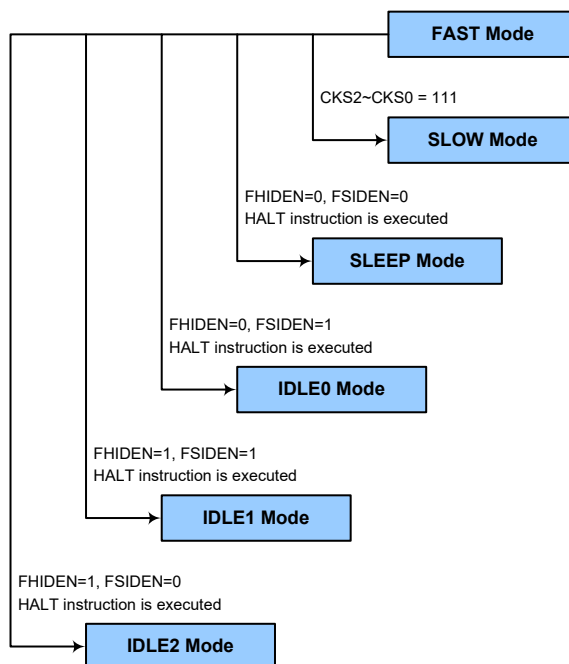 FAST Mode
CKS2~CKS0 = 111
SLOW Mode
FHIDEN=0, FSIDEN=0
HALT instruction is executed
SLEEP Mode
FHIDEN=0, FSIDEN=1
HALT instruction is executed
IDLE0 Mode
FHIDEN=1, FSIDEN=1
HALT instruction is executed
IDLE1 Mode
FHIDEN=1, FSIDEN=0
HALT instruction is executed
IDLE2 Mode